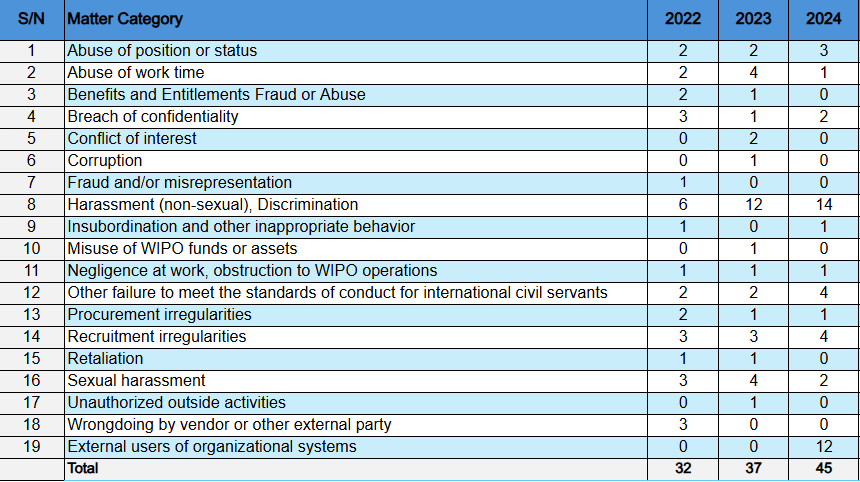 S/N Matter Category 2022 2023 2024
1 Abuse of position or status 2 2 3
2 Abuse of work time 2 4 1
3 Benefits and Entitlements Fraud or Abuse 2 1 0
4 Breach of confidentiality 3 1 2
5 Conflict of interest 0 2 0
6 Corruption 0 1 0
7 Fraud and/or misrepresentation 1 0 0
8 Harassment (non-sexual), Discrimination 6 12 14
9 Insubordination and other inappropriate behavior 1 0 1
10 Misuse of WIPO funds or assets 0 1 0
11 Negligence at work, obstruction to WIPO operations 1 1 1
12 Other failure to meet the standards of conduct for international civil servants 2 2 4
13 Procurement irregularities 2 1 1
14 Recruitment irregularities 3 3 4
15 Retaliation 1 1 0
16 Sexual harassment 3 4 2
17 Unauthorized outside activities 0 1 0
18 Wrongdoing by vendor or other external party 3 0 0
19 External users of organizational systems 0 0 12
Total 32 37 45